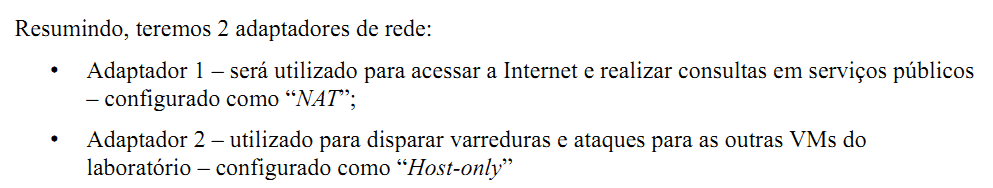 Resumindo, teremos 2 adaptadores de rede:
• Adaptador 1 – será utilizado para acessar a Internet e realizar consultas em serviços públicos
– configurado como “NAT”;
• Adaptador 2 – utilizado para disparar varreduras e ataques para as outras VMs do
laboratório – configurado como “Host-only”